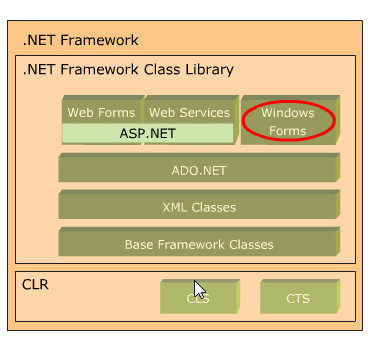 .NET Framework
.NET Framework Class Library
Web Forms Web Services Windows Forms
ASP.NET
ADO.NET
XML Classes
Base Framework Classes
CLR
CLS CTS